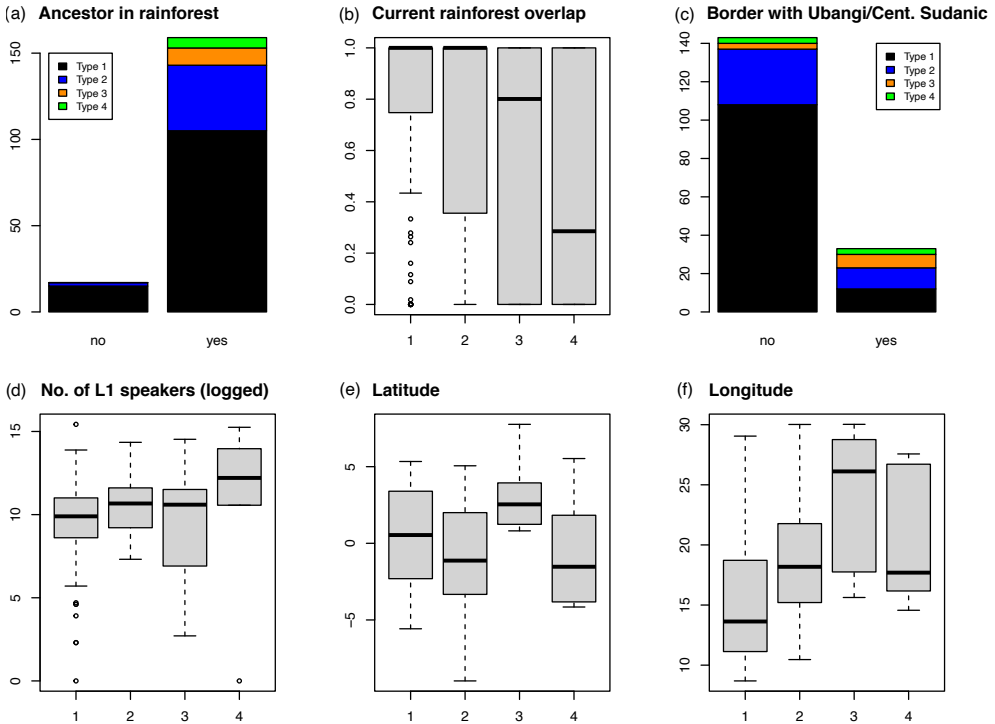 (a) Ancestor in rainforest
150
100
50
0
Type 1
Type 2
Type 3
Type 4
no yes
(b) Current rainforest overlap
1.0
0.8
0.6
0.4
0.2
0.0
1 2 3 4
(c) Border with Ubangi/Cent. Sudanic
140
120
100
80
60
40
20
0
Type 1
Type 2
Type 3
Type 4
no yes
(d) No. of L1 speakers (logged)
15
10
5
0
1 2 3 4
(e) Latitude
5
0
-5
1 2 3 4
(f) Longitude
30
25
20
15
10
1 2 3 4